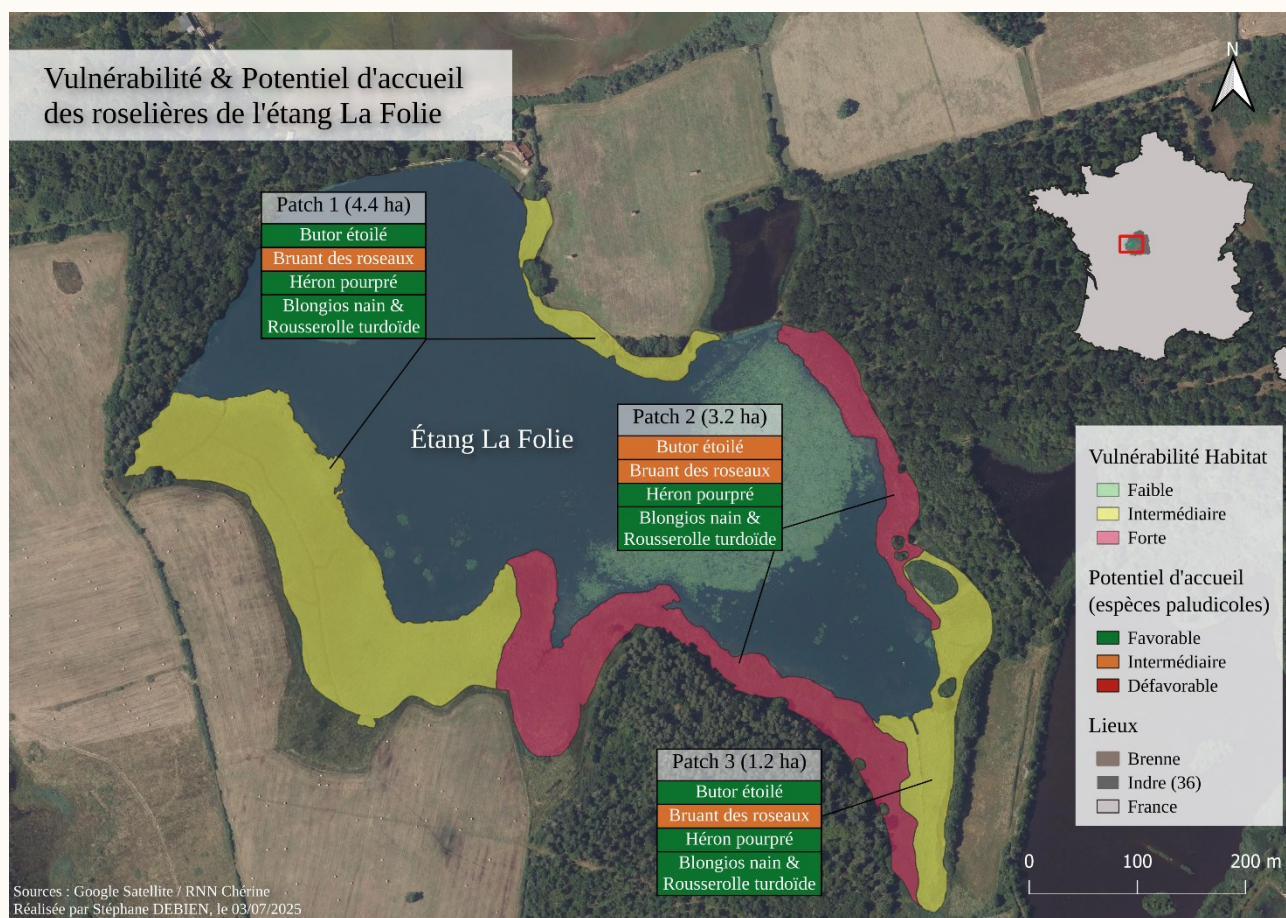 Vulnérabilité & Potentiel d'accueil
des roselières de l'étang La Folie
N
Patch 1 (4.4 ha)
Butor étoilé
Bruant des roseaux
Héron pourpré
Blongios nain &
Rousserolle turdoïde
Étang La Folie
Patch 2 (3.2 ha)
Butor étoilé
Bruant des roseaux
Héron pourpré
Blongios nain &
Rousserolle turdoïde
Patch 3 (1.2 ha)
Butor étoilé
Bruant des roseaux
Héron pourpré
Blongios nain &
Rousserolle turdoïde
Vulnérabilité Habitat
Faible
Intermédiaire
Forte
Potentiel d'accueil
(espèces paludicoles)
Favorable
Intermédiaire
Défavorable
Lieux
Brenne
Indre (36)
France
0 100 200 m
Sources : Google Satellite / RNN Chérine
Réalisée par Stéphane DEBIEN, le 03/07/2025